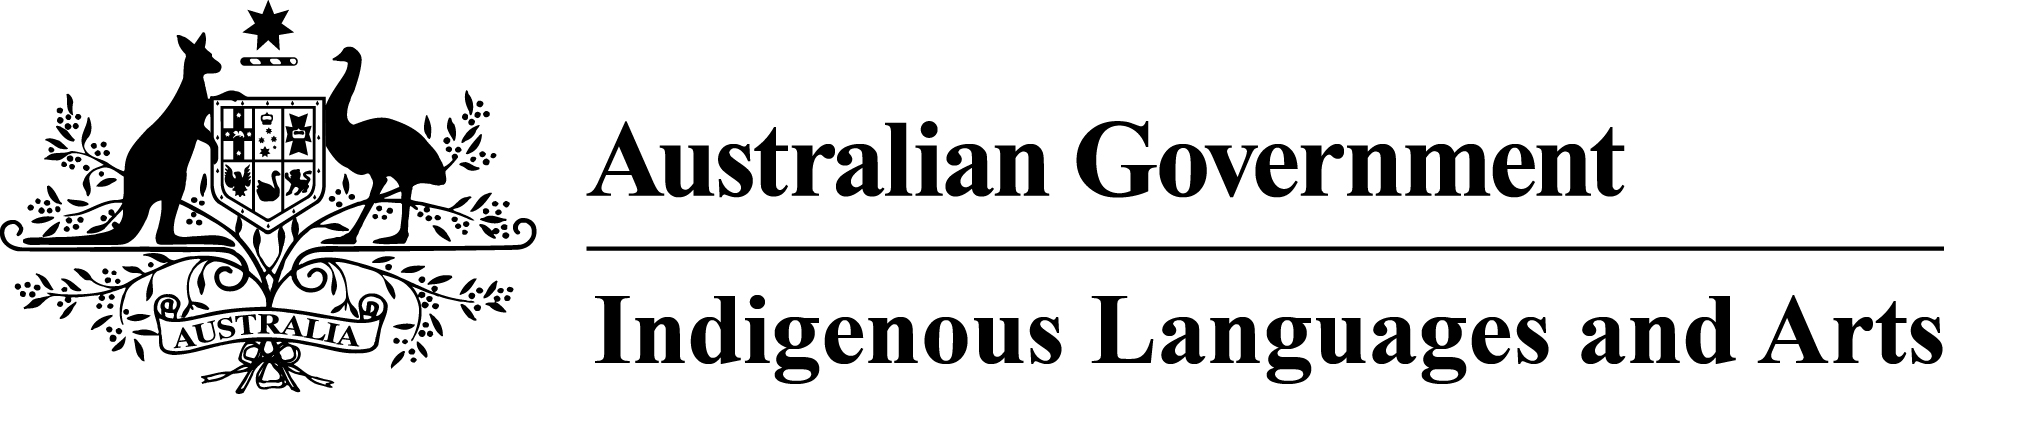 AUSTRALIA
Australian Government
Indigenous Languages and Arts